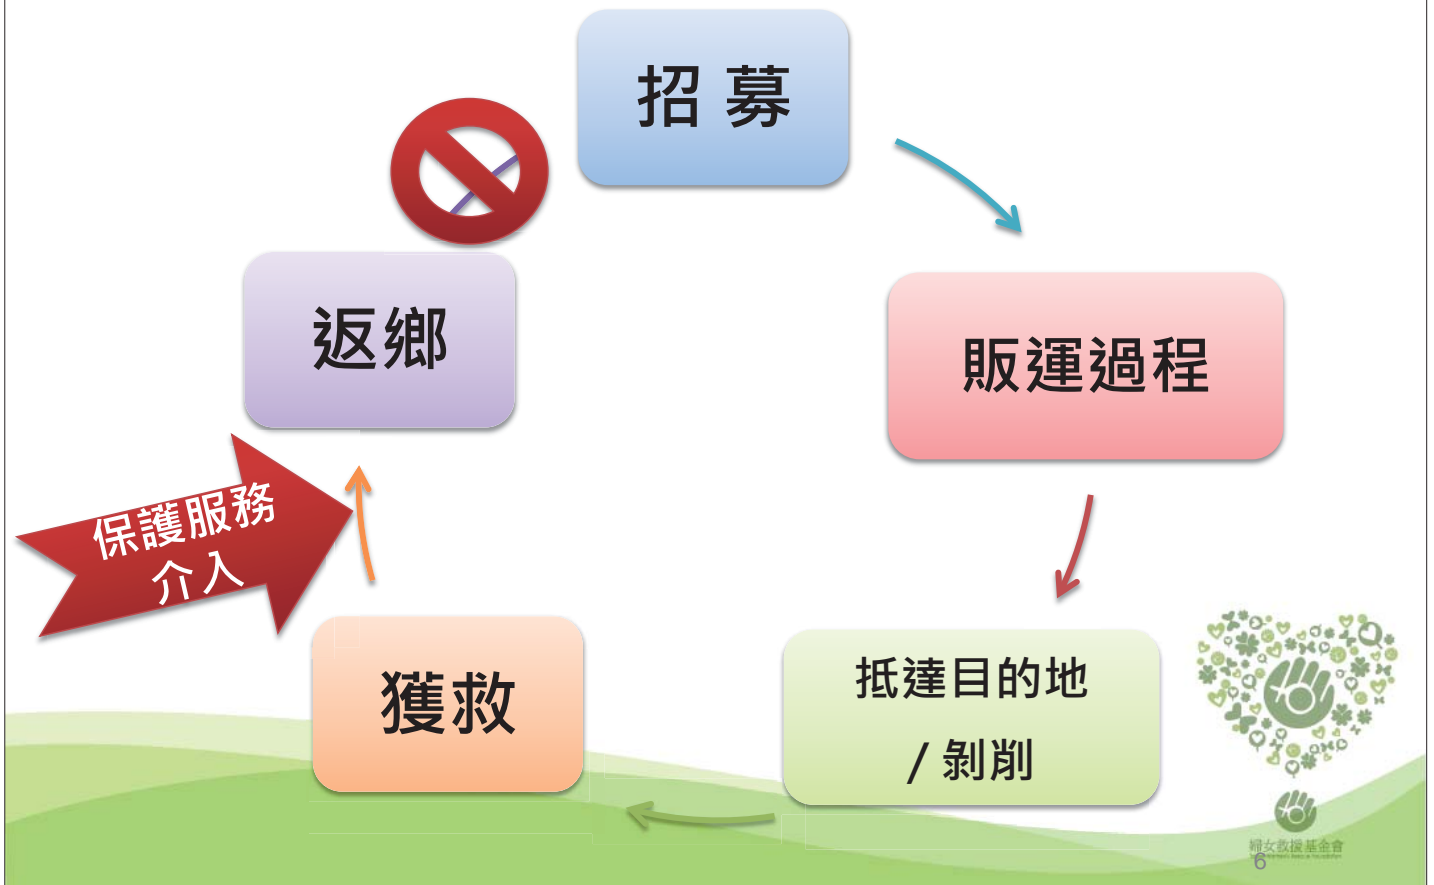 招 募
販運過程
抵達目的地
/ 剝削
獲救
保護服務
介入
返鄉
婦女救援基金會
6